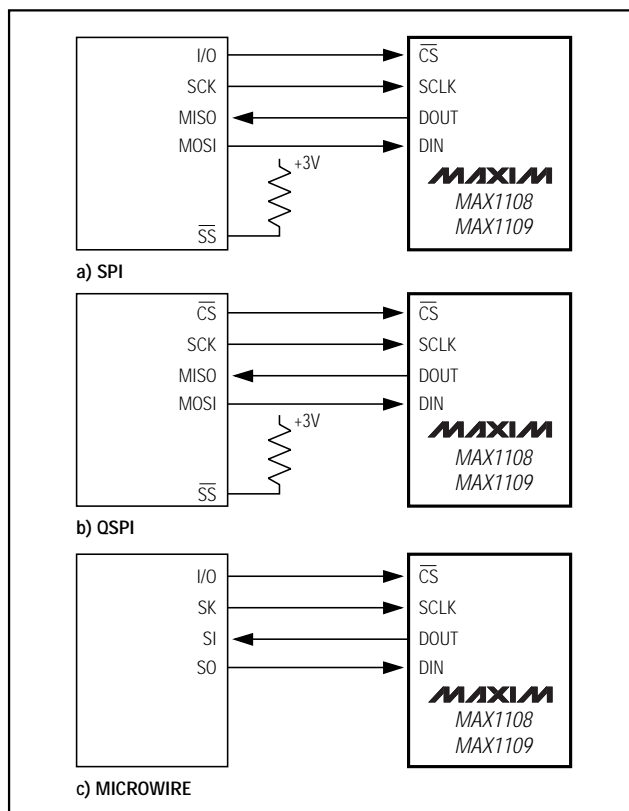 I/O CS
SCK SCLK
MISO DOUT
MOSI DIN
+3V
MAXIM
MAX1108
MAX1109
SS
a) SPI
CS CS
SCK SCLK
MISO DOUT
MOSI DIN
+3V
MAXIM
MAX1108
MAX1109
SS
b) QSPI
I/O CS
SK SCLK
SI DOUT
SO DIN
MAXIM
MAX1108
MAX1109
c) MICROWIRE